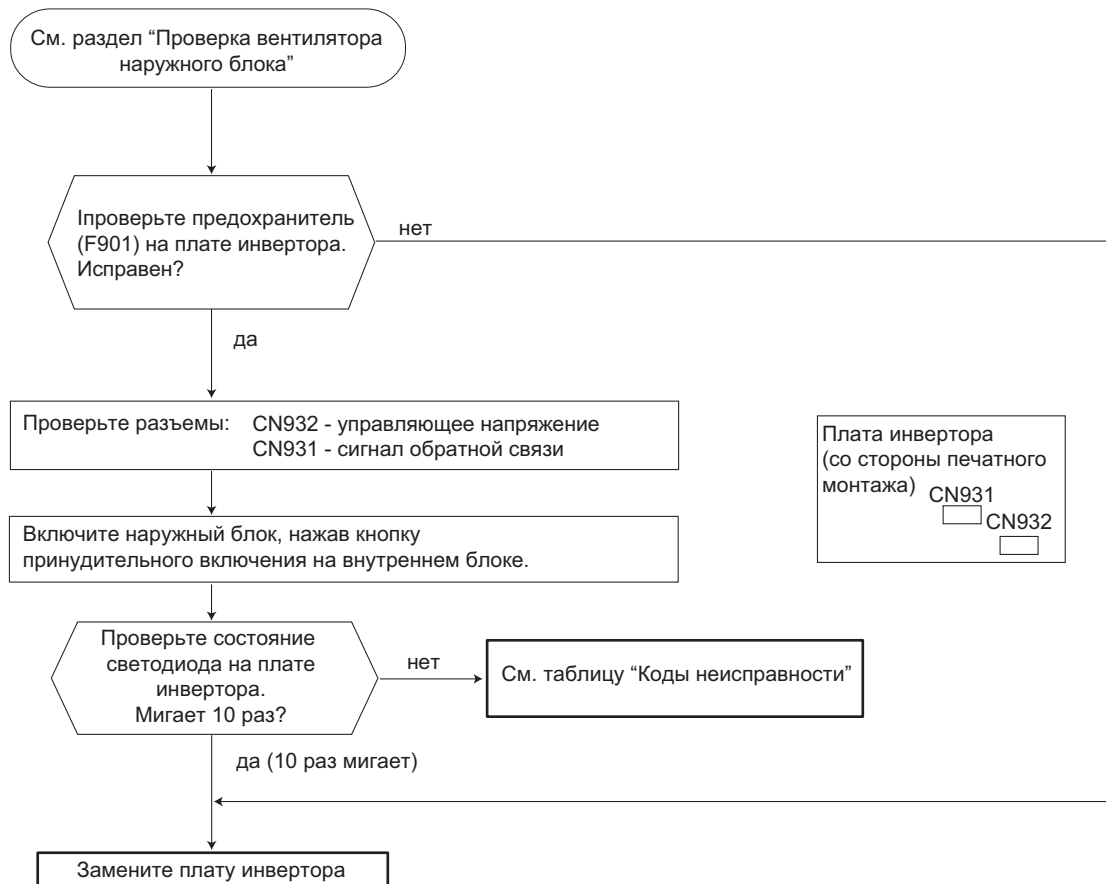 См. раздел “Проверка вентилятора
наружного блока”
Iпроверьте предохранитель
(F901) на плате инвертора.
Исправен?
нет
да
Проверьте разъемы: CN932 - управляющее напряжение
CN931 - сигнал обратной связи
Плата инвертора
(со стороны печатного
монтажа)
CN931
CN932
Включите наружный блок, нажав кнопку
принудительного включения на внутреннем блоке.
Проверьте состояние
светодиода на плате
инвертора.
Мигает 10 раз?
нет
См. таблицу “Коды неисправности”
да (10 раз мигает)
Замените плату инвертора